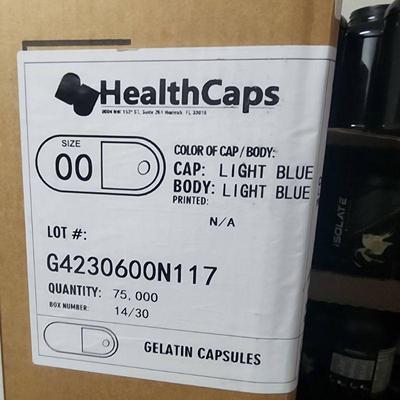 HealthCaps
SIZE
00
COLOR OF CAP/BODY:
CAP: LIGHT BLUE
BODY: LIGHT BLUE
PRINTED:
N/A
LOT #:
G4230600N117
QUANTITY: 75,000
BOX NUMBER: 14/30
GELATIN CAPSULES
ISOLATE